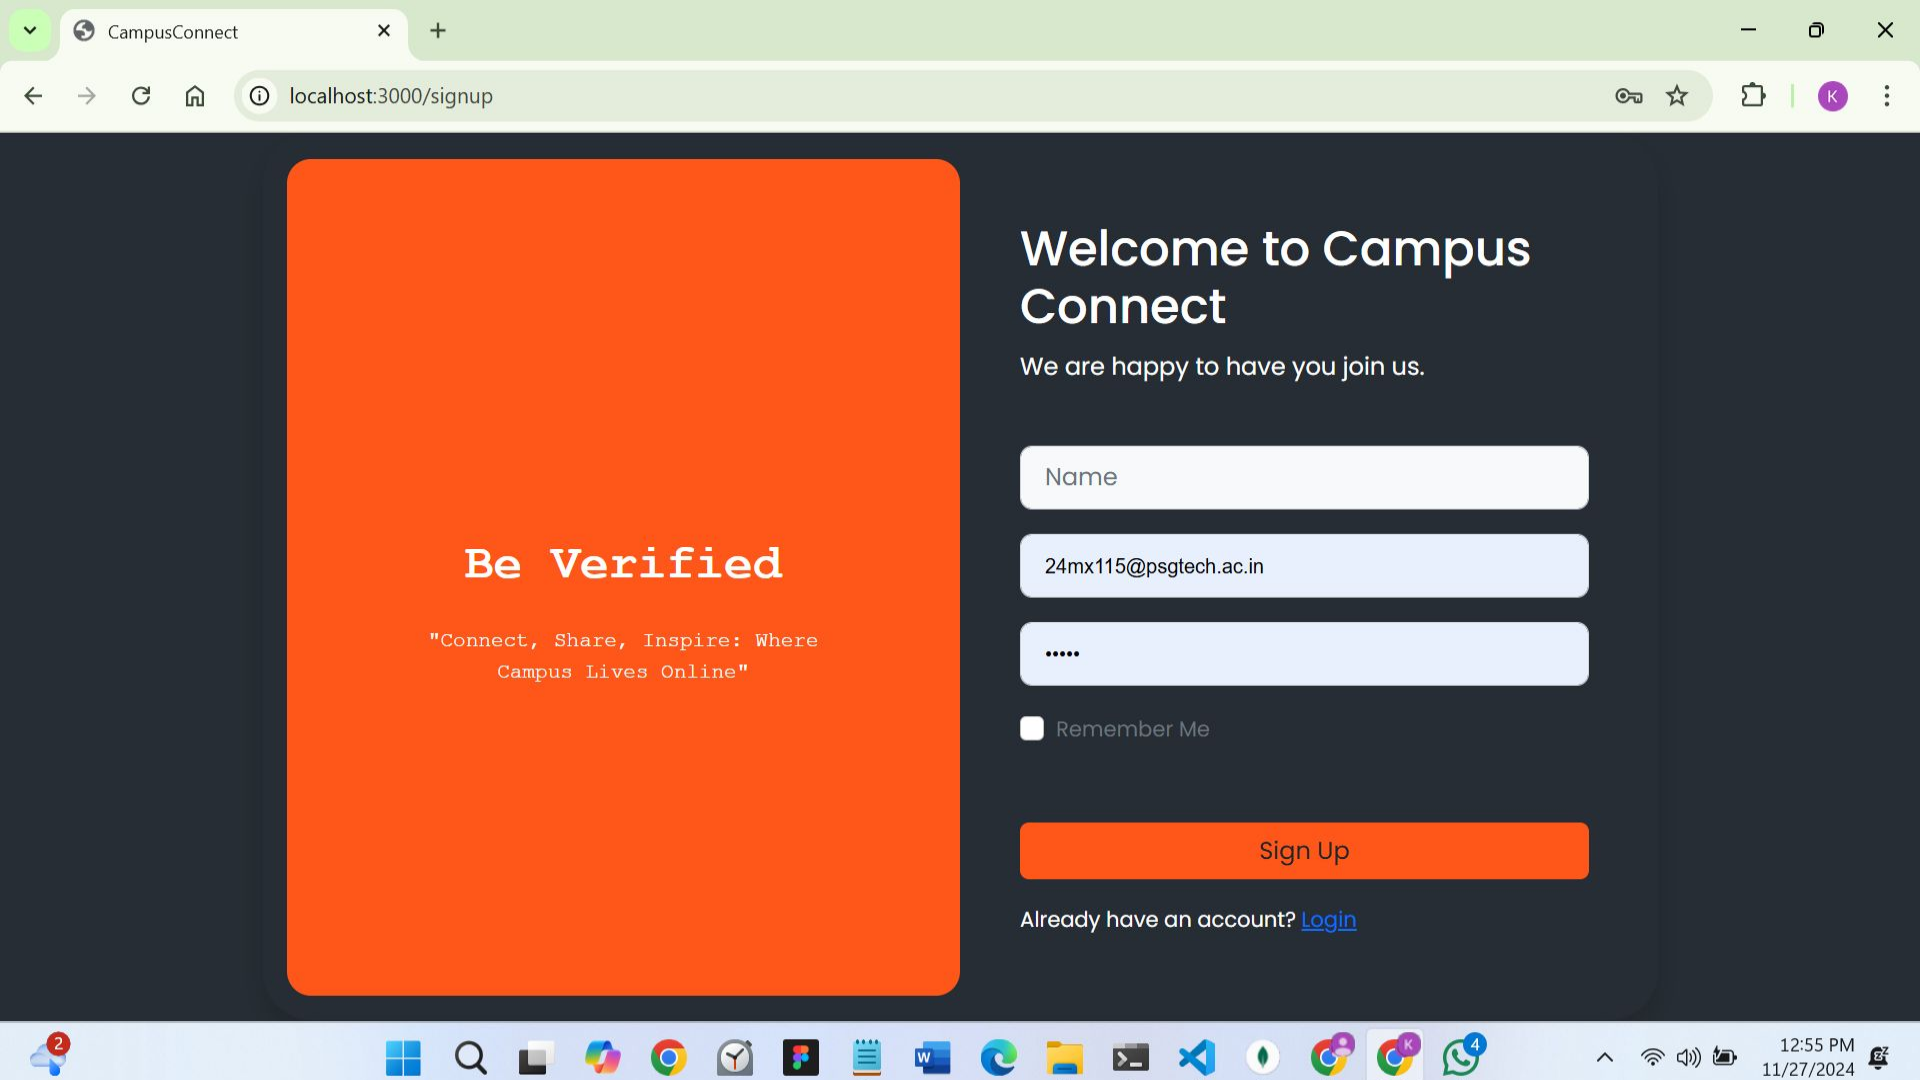 CampusConnect
localhost:3000/signup
K
Welcome to Campus
Connect
We are happy to have you join us.
Name
24mx115@psgtech.ac.in
•••••
Remember Me
Sign Up
Already have an account? Login
Be Verified
"Connect, Share, Inspire: Where
Campus Lives Online"
2
W
K
4
12:55 PM
11/27/2024